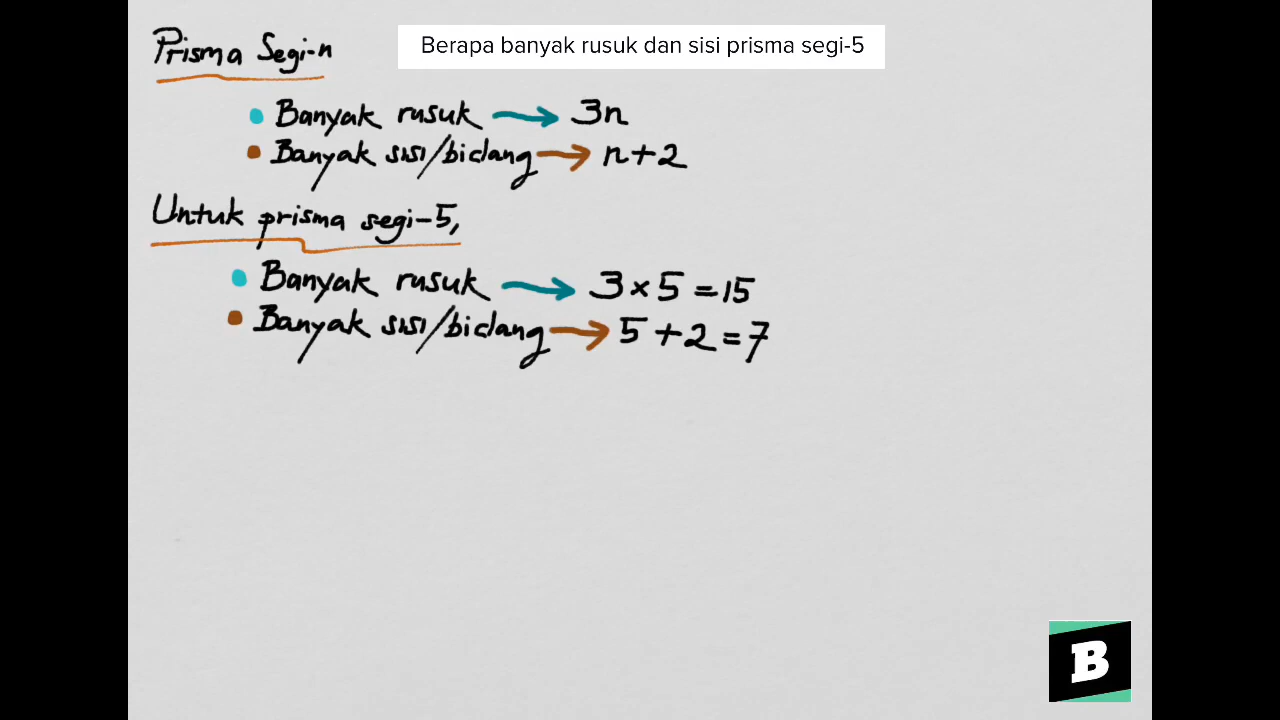 Prisma Segi-n
Berapa banyak rusuk dan sisi prisma segi-5
Banyak rusuk → 3n
Banyak sisi/bidang → n+2
Untuk prisma segi-5,
Banyak rusuk → 3 × 5 = 15
Banyak sisi/bidang → 5 + 2 = 7
B